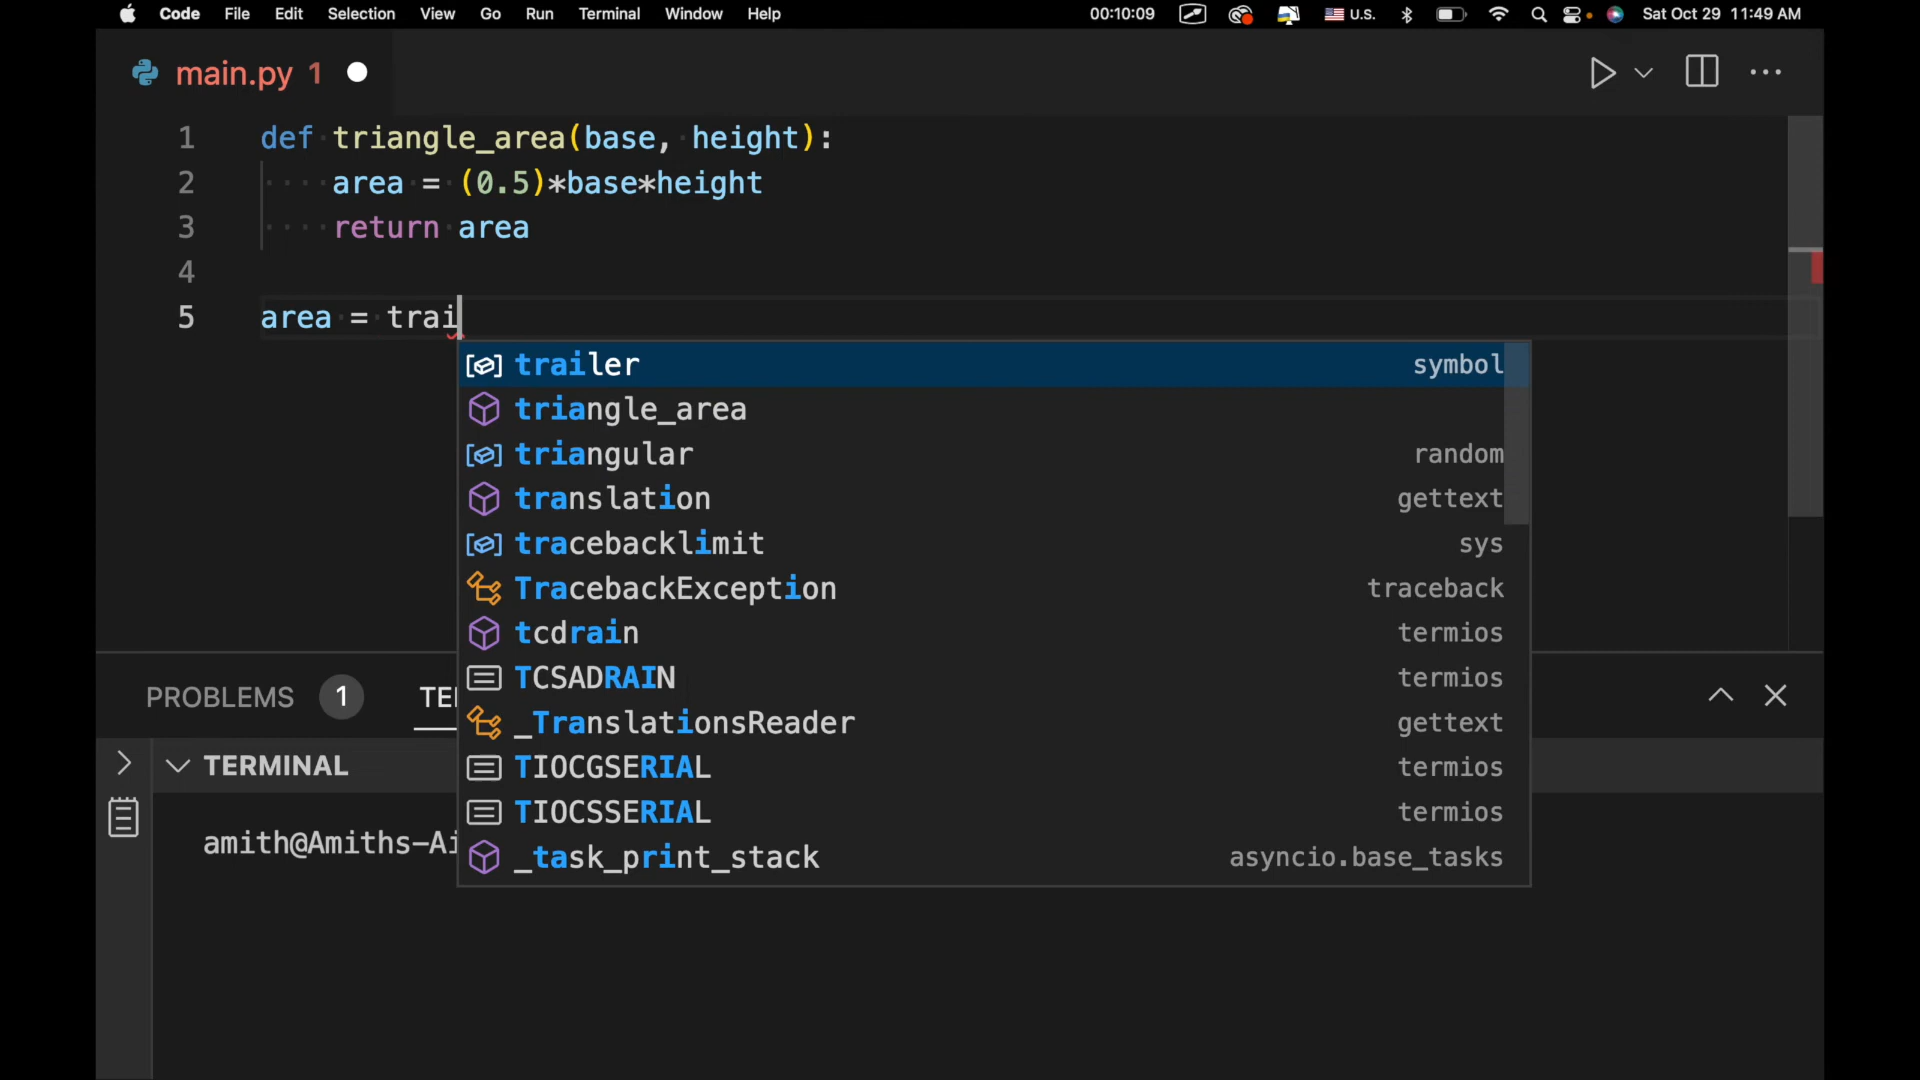 Code File Edit Selection View Go Run Terminal Window Help 00:10:09 U.S. Sat Oct 29 11:49 AM
main.py 1
1 def triangle_area(base, height):
2 area = (0.5)*base*height
3 return area
4
5 area = trai
trailer symbol
triangle_area
triangular random
translation gettext
tracebacklimit sys
TracebackException traceback
tcdrain termios
TCSADRAIN termios
_TranslationsReader gettext
TIOCGSERIAL termios
TIOCSSERIAL termios
_task_print_stack asyncio.base_tasks
PROBLEMS 1 TE
TERMINAL
amith@Amiths-Ai